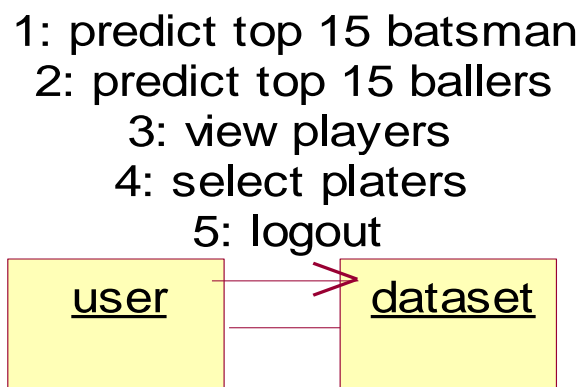 1: predict top 15 batsman
2: predict top 15 ballers
3: view players
4: select platers
5: logout
user
dataset